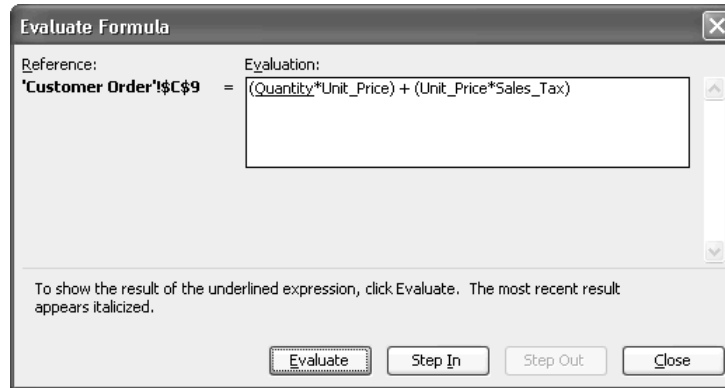 Evaluate Formula
Reference:
Evaluation:
'Customer Order'!$C$9 = (Quantity*Unit_Price) + (Unit_Price*Sales_Tax)
To show the result of the underlined expression, click Evaluate. The most recent result
appears italicized.
Evaluate Step In Step Out Close